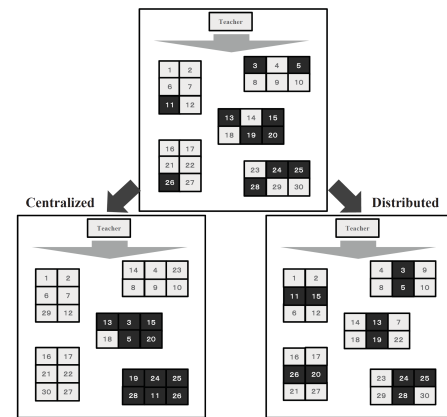 Teacher
1 2
6 7
11 12
3 4 5
8 9 10
13 14 15
18 19 20
16 17
21 22
26 27
23 24 25
28 29 30
Centralized
Distributed
Teacher
1 2
6 7
29 12
14 4 23
8 9 10
13 3 15
18 5 20
16 17
21 22
30 27
19 24 25
28 11 26
Teacher
1 2
11 15
6 12
4 3 9
8 5 10
14 13 7
18 19 22
16 17
26 20
21 27
23 24 25
29 28 30